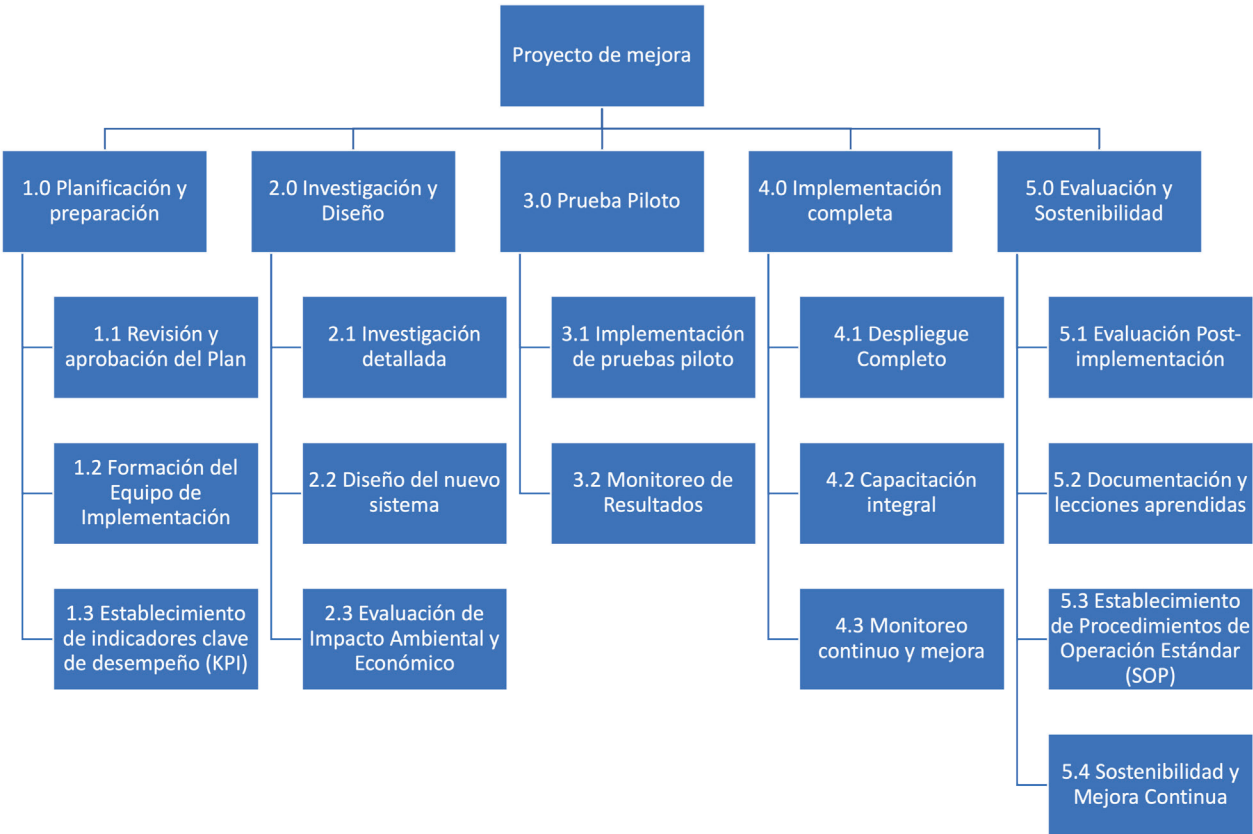 Proyecto de mejora
1.0 Planificación y
preparación
2.0 Investigación y
Diseño
3.0 Prueba Piloto
4.0 Implementación
completa
5.0 Evaluación y
Sostenibilidad
1.1 Revisión y
aprobación del Plan
1.2 Formación del
Equipo de
Implementación
1.3 Establecimiento
de indicadores clave
de desempeño (KPI)
2.1 Investigación
detallada
2.2 Diseño del nuevo
sistema
2.3 Evaluación de
Impacto Ambiental y
Económico
3.1 Implementación
de pruebas piloto
3.2 Monitoreo de
Resultados
4.1 Despliegue
Completo
4.2 Capacitación
integral
4.3 Monitoreo
continuo y mejora
5.1 Evaluación Post-
implementación
5.2 Documentación y
lecciones aprendidas
5.3 Establecimiento
de Procedimientos de
Operación Estándar
(SOP)
5.4 Sostenibilidad y
Mejora Continua